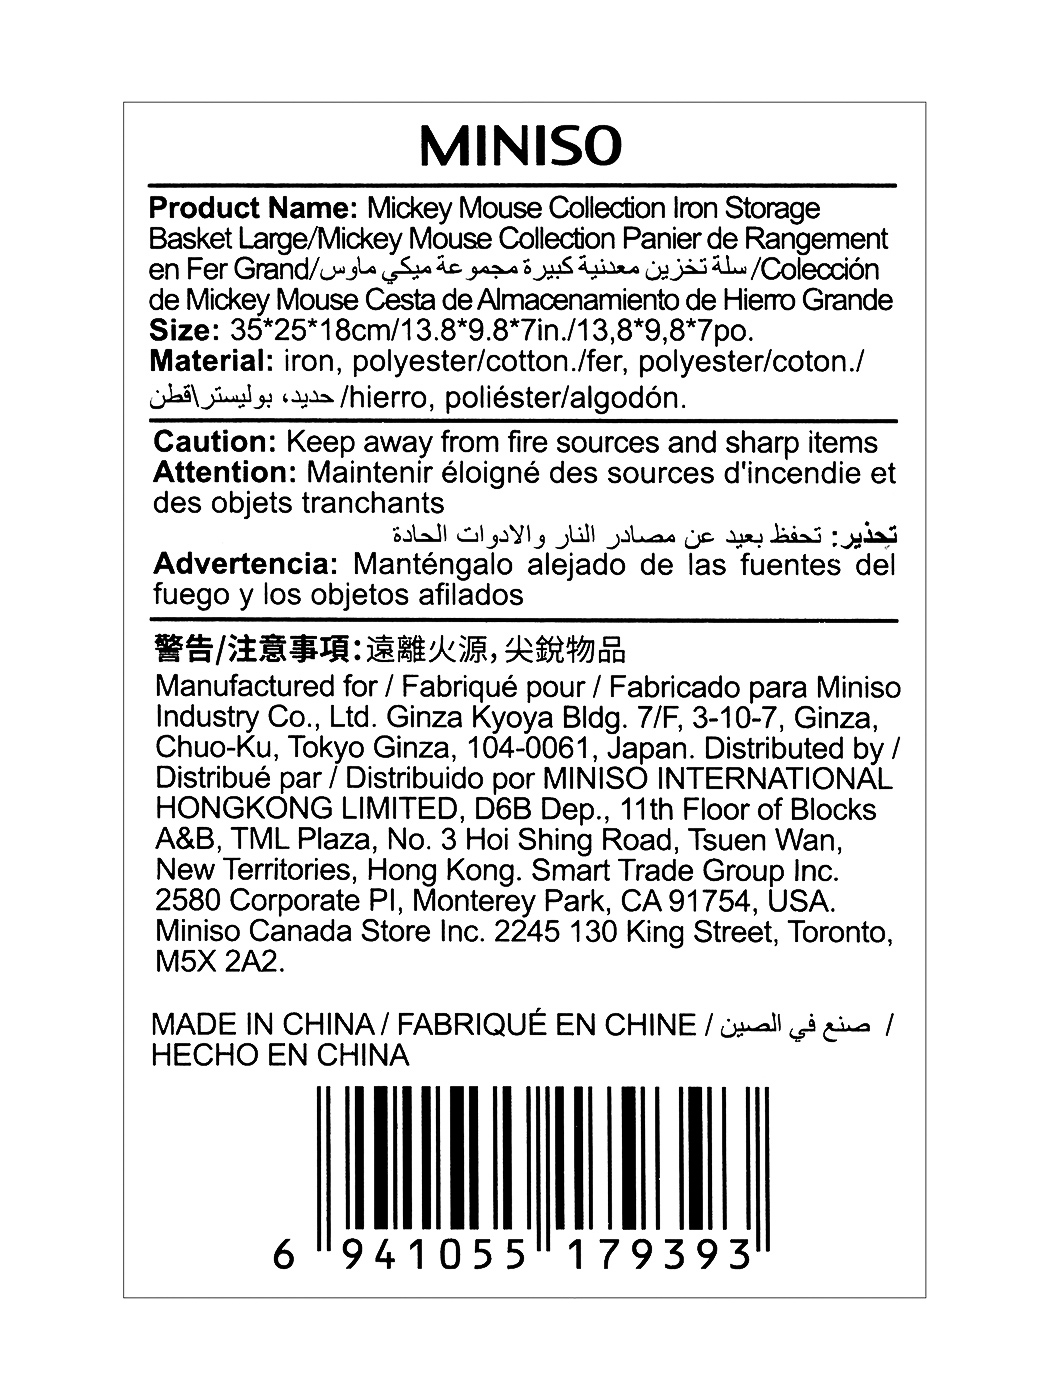 MINISO
Product Name: Mickey Mouse Collection Iron Storage
Basket Large/Mickey Mouse Collection Panier de Rangement
en Fer Grand/سلة تخزين معدنية كبيرة مجموعة ميكي ماوس/Colección
de Mickey Mouse Cesta de Almacenamiento de Hierro Grande
Size: 35*25*18cm/13.8*9.8*7in./13,8*9,8*7po.
Material: iron, polyester/cotton./fer, polyester/coton./
حديد، بوليستر\قطن/hierro, poliéster/algodón.
Caution: Keep away from fire sources and sharp items
Attention: Maintenir éloigné des sources d'incendie et
des objets tranchants
تحذير: تحفظ بعيد عن مصادر النار والادوات الحادة
Advertencia: Manténgalo alejado de las fuentes del
fuego y los objetos afilados
警告/注意事項:遠離火源,尖銳物品
Manufactured for / Fabriqué pour / Fabricado para Miniso
Industry Co., Ltd. Ginza Kyoya Bldg. 7/F, 3-10-7, Ginza,
Chuo-Ku, Tokyo Ginza, 104-0061, Japan. Distributed by /
Distribué par / Distribuido por MINISO INTERNATIONAL
HONGKONG LIMITED, D6B Dep., 11th Floor of Blocks
A&B, TML Plaza, No. 3 Hoi Shing Road, Tsuen Wan,
New Territories, Hong Kong. Smart Trade Group Inc.
2580 Corporate Pl, Monterey Park, CA 91754, USA.
Miniso Canada Store Inc. 2245 130 King Street, Toronto,
M5X 2A2.
MADE IN CHINA / FABRIQUÉ EN CHINE / صنع في الصين /
HECHO EN CHINA
6 941055 179393